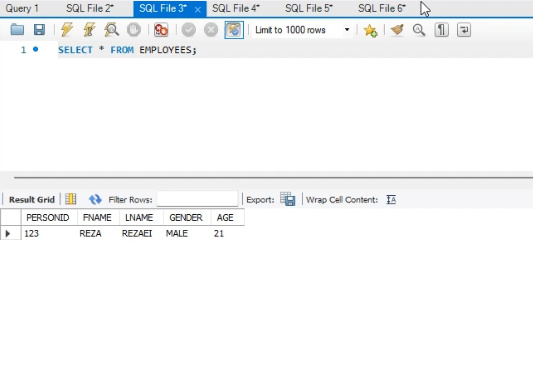 Query 1 SQL File 2* SQL File 3* × SQL File 4* SQL File 5* SQL File 6*
Limit to 1000 rows
1 SELECT * FROM EMPLOYEES;
Result Grid Filter Rows: Export: Wrap Cell Content: IA
PERSONID FNAME LNAME GENDER AGE
123 REZA REZAEI MALE 21